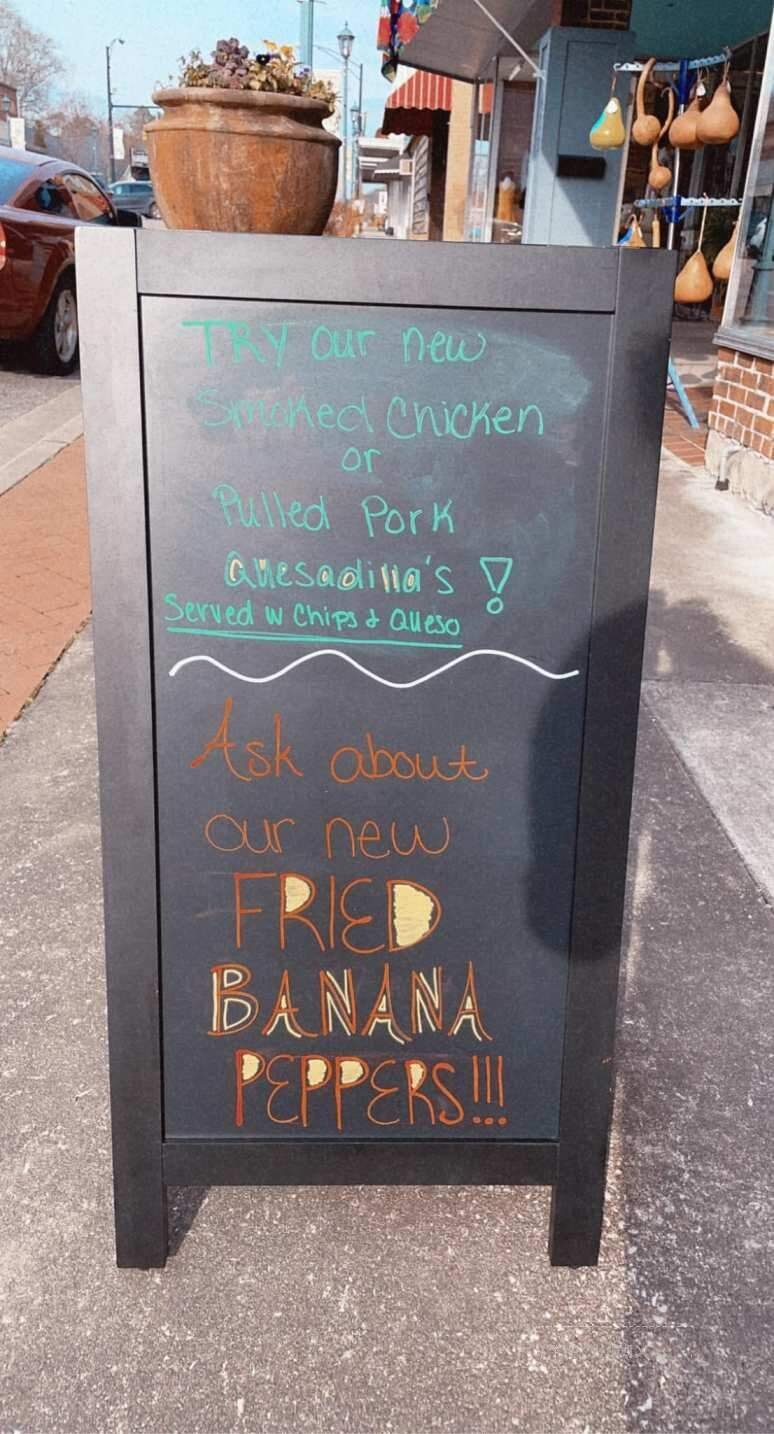 TRY our new
Smoked Chicken
or
Pulled Pork
Quesadilla's !
Served w Chips & Queso
Ask about
our new
FRIED
BANANA
PEPPERS!!!